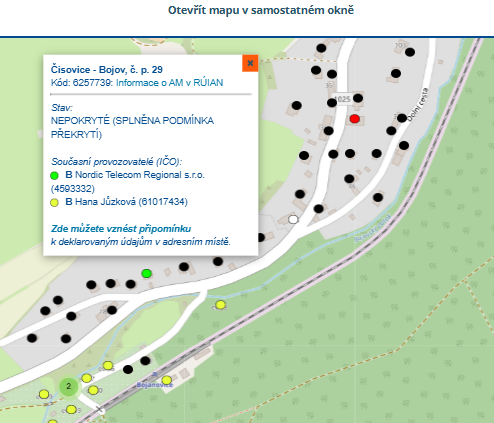 Otevřít mapu v samostatném okně
Čisovice - Bojov, č. p. 29
Kód: 6257739: Informace o AM v RÚIAN
Stav:
NEPOKRYTÉ (SPLNĚNA PODMÍNKA
PŘEKRYTÍ)
Současní provozovatelé (IČO):
B Nordic Telecom Regional s.r.o.
(4593332)
B Hana Jůzková (61017434)
Zde můžete vznést připomínku
k deklarovaným údajům v adresním místě.
1025
Dolní cesta
2
Bojanovice